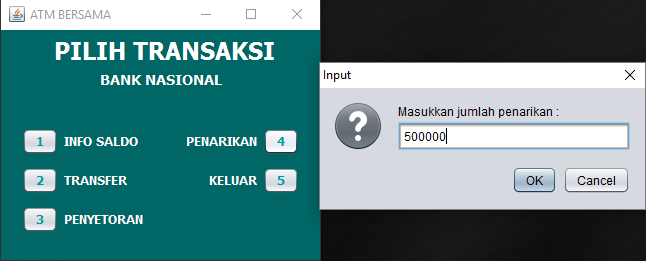 ATM BERSAMA
PILIH TRANSAKSI
BANK NASIONAL
1 INFO SALDO PENARIKAN 4
2 TRANSFER KELUAR 5
3 PENYETORAN
Input
Masukkan jumlah penarikan :
500000
OK Cancel